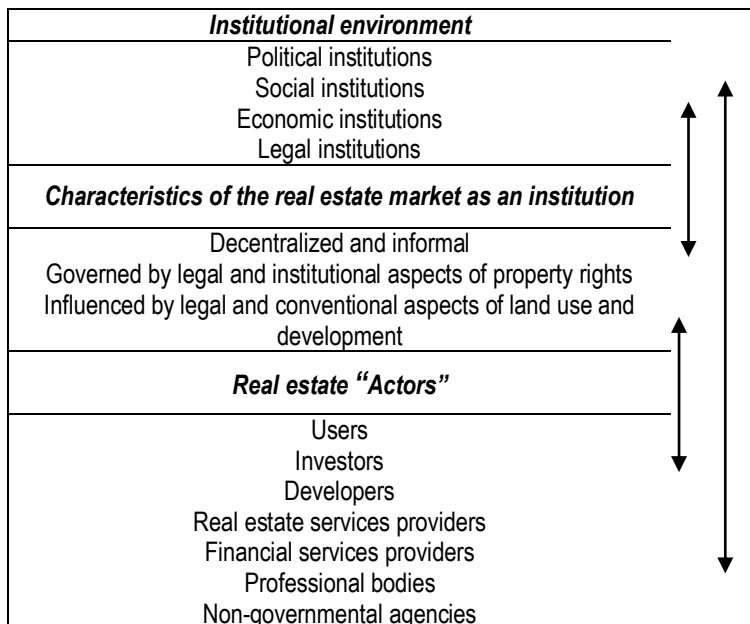 Institutional environment
Political institutions
Social institutions
Economic institutions
Legal institutions
Characteristics of the real estate market as an institution
Decentralized and informal
Governed by legal and institutional aspects of property rights
Influenced by legal and conventional aspects of land use and
development
Real estate “Actors”
Users
Investors
Developers
Real estate services providers
Financial services providers
Professional bodies
Non-governmental agencies